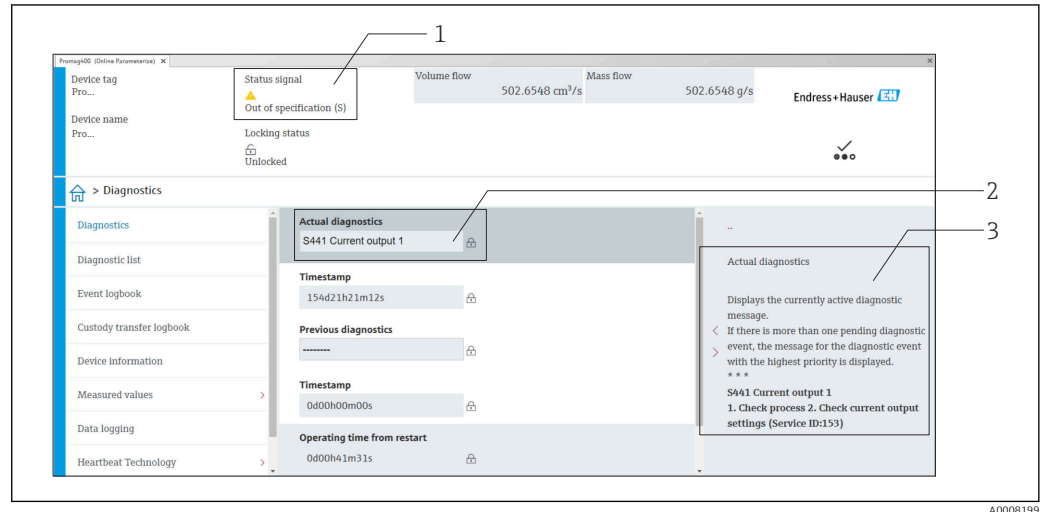 1
Promag400 (Online Parameterize) ×
×
Device tag
Pro...
Device name
Pro...
Status signal
Out of specification (S)
Locking status
Unlocked
Volume flow
502.6548 cm³/s
Mass flow
502.6548 g/s
Endress+Hauser EH
> Diagnostics
2
3
Diagnostics
Diagnostic list
Event logbook
Custody transfer logbook
Device information
Measured values >
Data logging
Heartbeat Technology >
Actual diagnostics
S441 Current output 1
Timestamp
154d21h21m12s
Previous diagnostics
--------
Timestamp
0d00h00m00s
Operating time from restart
0d00h41m31s
..
Actual diagnostics
Displays the currently active diagnostic
message.
If there is more than one pending diagnostic
event, the message for the diagnostic event
with the highest priority is displayed.
* * *
S441 Current output 1
1. Check process 2. Check current output
settings (Service ID:153)
A0008199